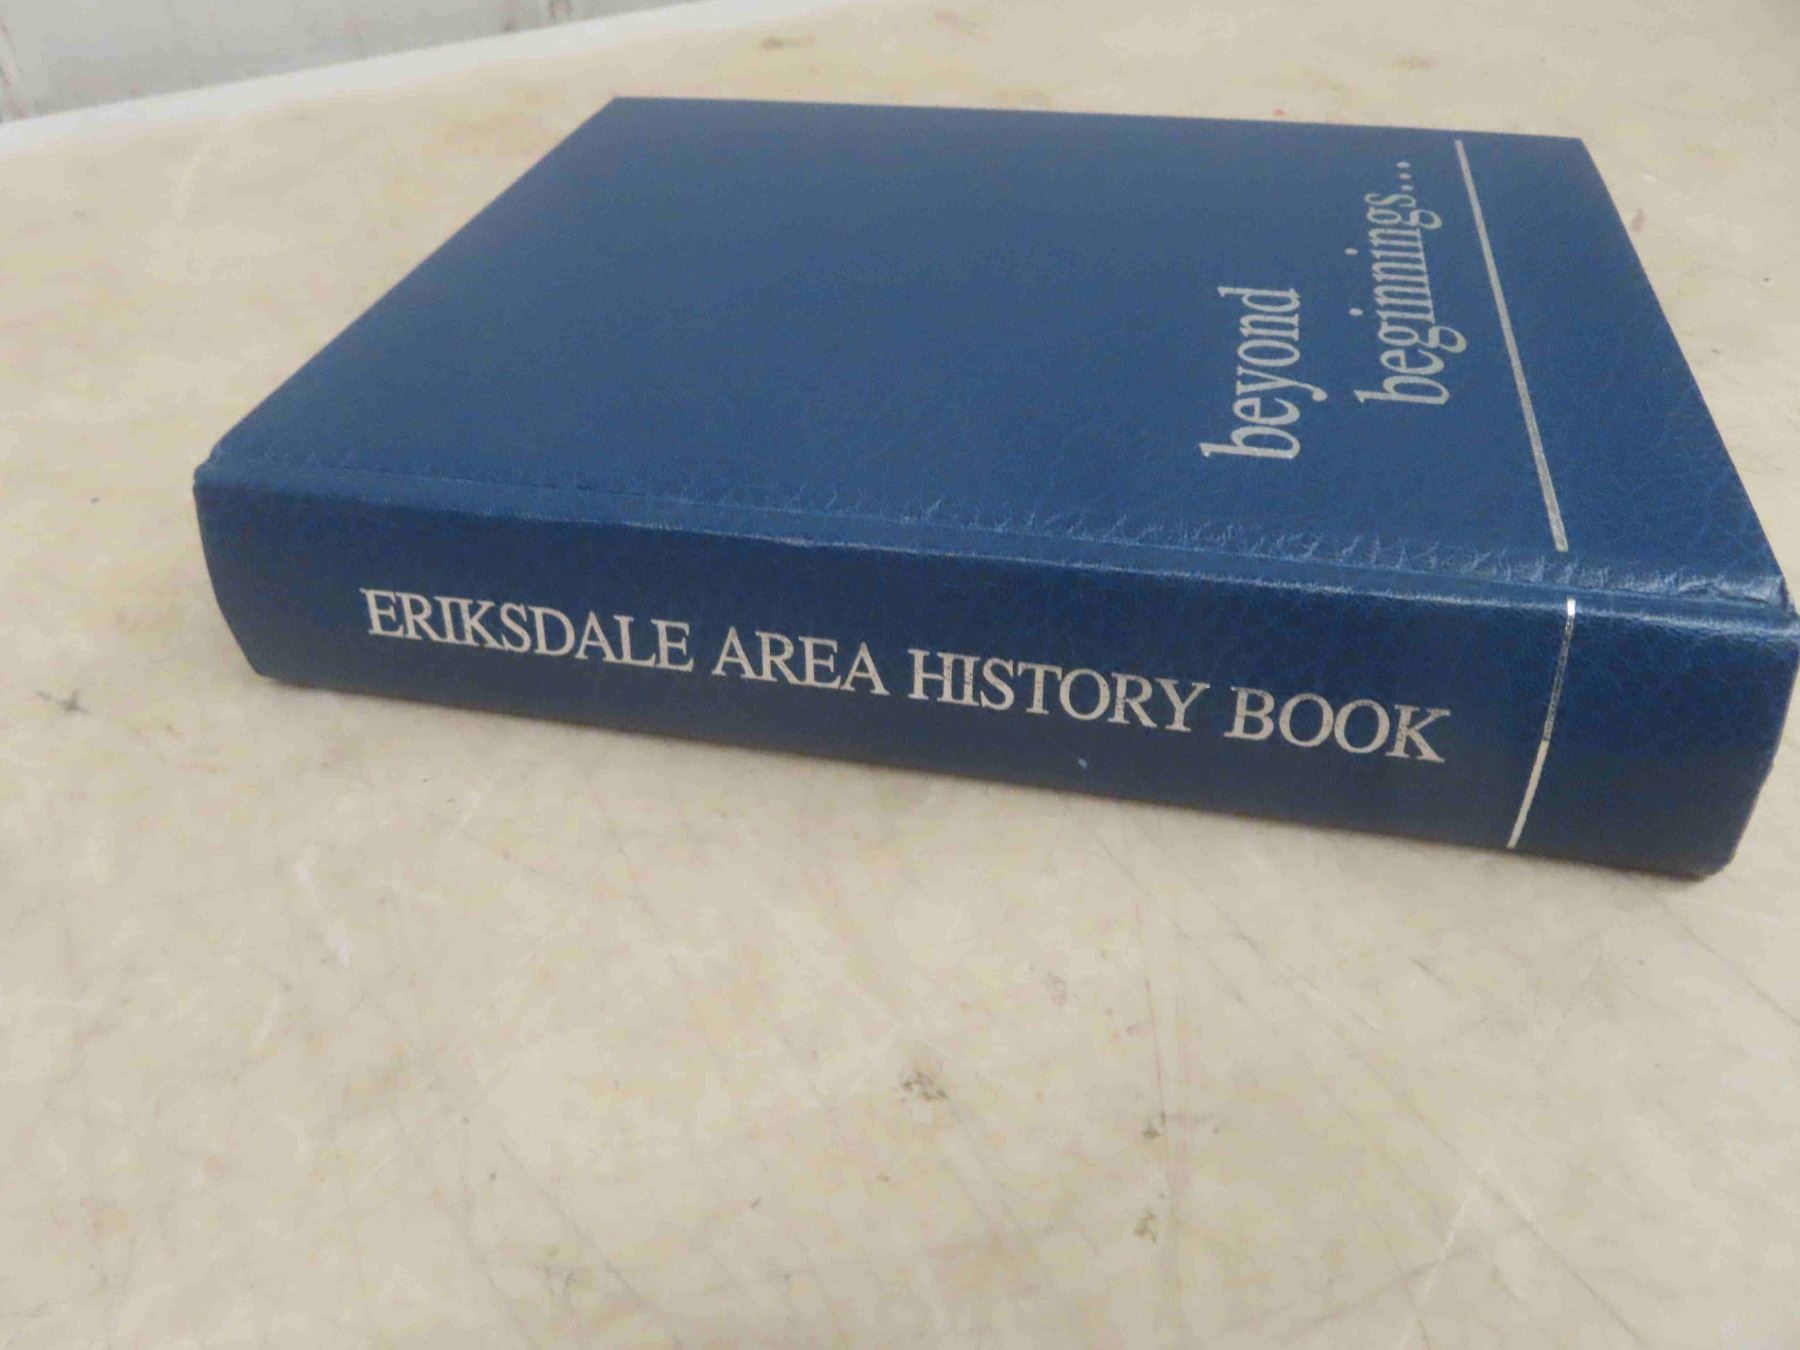 beyond
beginnings...
ERIKSDALE AREA HISTORY BOOK